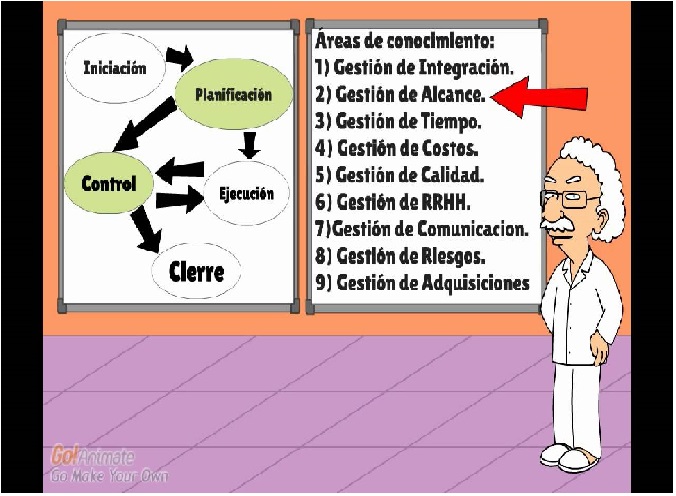 Iniciación
Planificación
Control
Ejecución
Cierre
Áreas de conocimiento:
1) Gestión de Integración.
2) Gestión de Alcance.
3) Gestión de Tiempo.
4) Gestión de Costos.
5) Gestión de Calidad.
6) Gestión de RRHH.
7)Gestión de Comunicacion.
8) Gestión de Riesgos.
9) Gestión de Adquisiciones
Go!Animate
Go Make Your Own